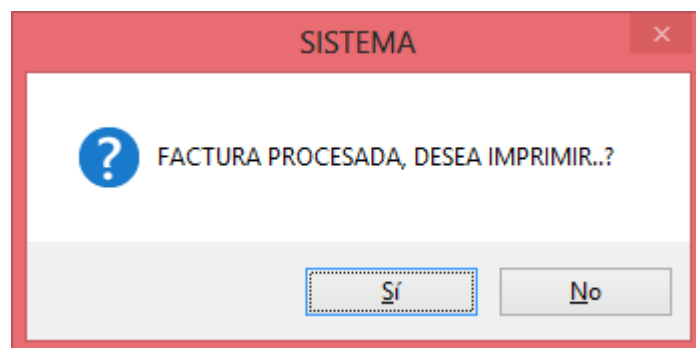 SISTEMA
FACTURA PROCESADA, DESEA IMPRIMIR..?
Sí No